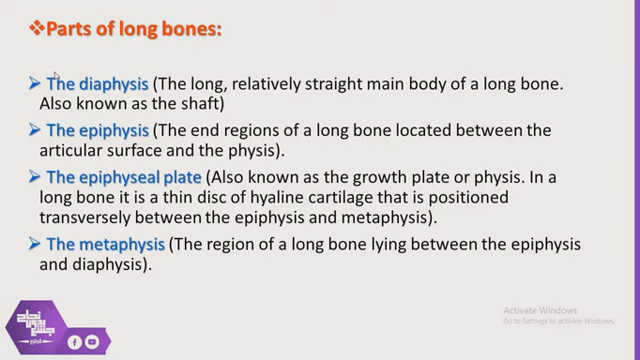 ❖Parts of long bones:
➢ The diaphysis (The long, relatively straight main body of a long bone.
Also known as the shaft)
➢ The epiphysis (The end regions of a long bone located between the
articular surface and the physis).
➢ The epiphyseal plate (Also known as the growth plate or physis. In a
long bone it is a thin disc of hyaline cartilage that is positioned
transversely between the epiphysis and metaphysis).
➢ The metaphysis (The region of a long bone lying between the epiphysis
and diaphysis).
Activate Windows
Go to Settings to activate Windows